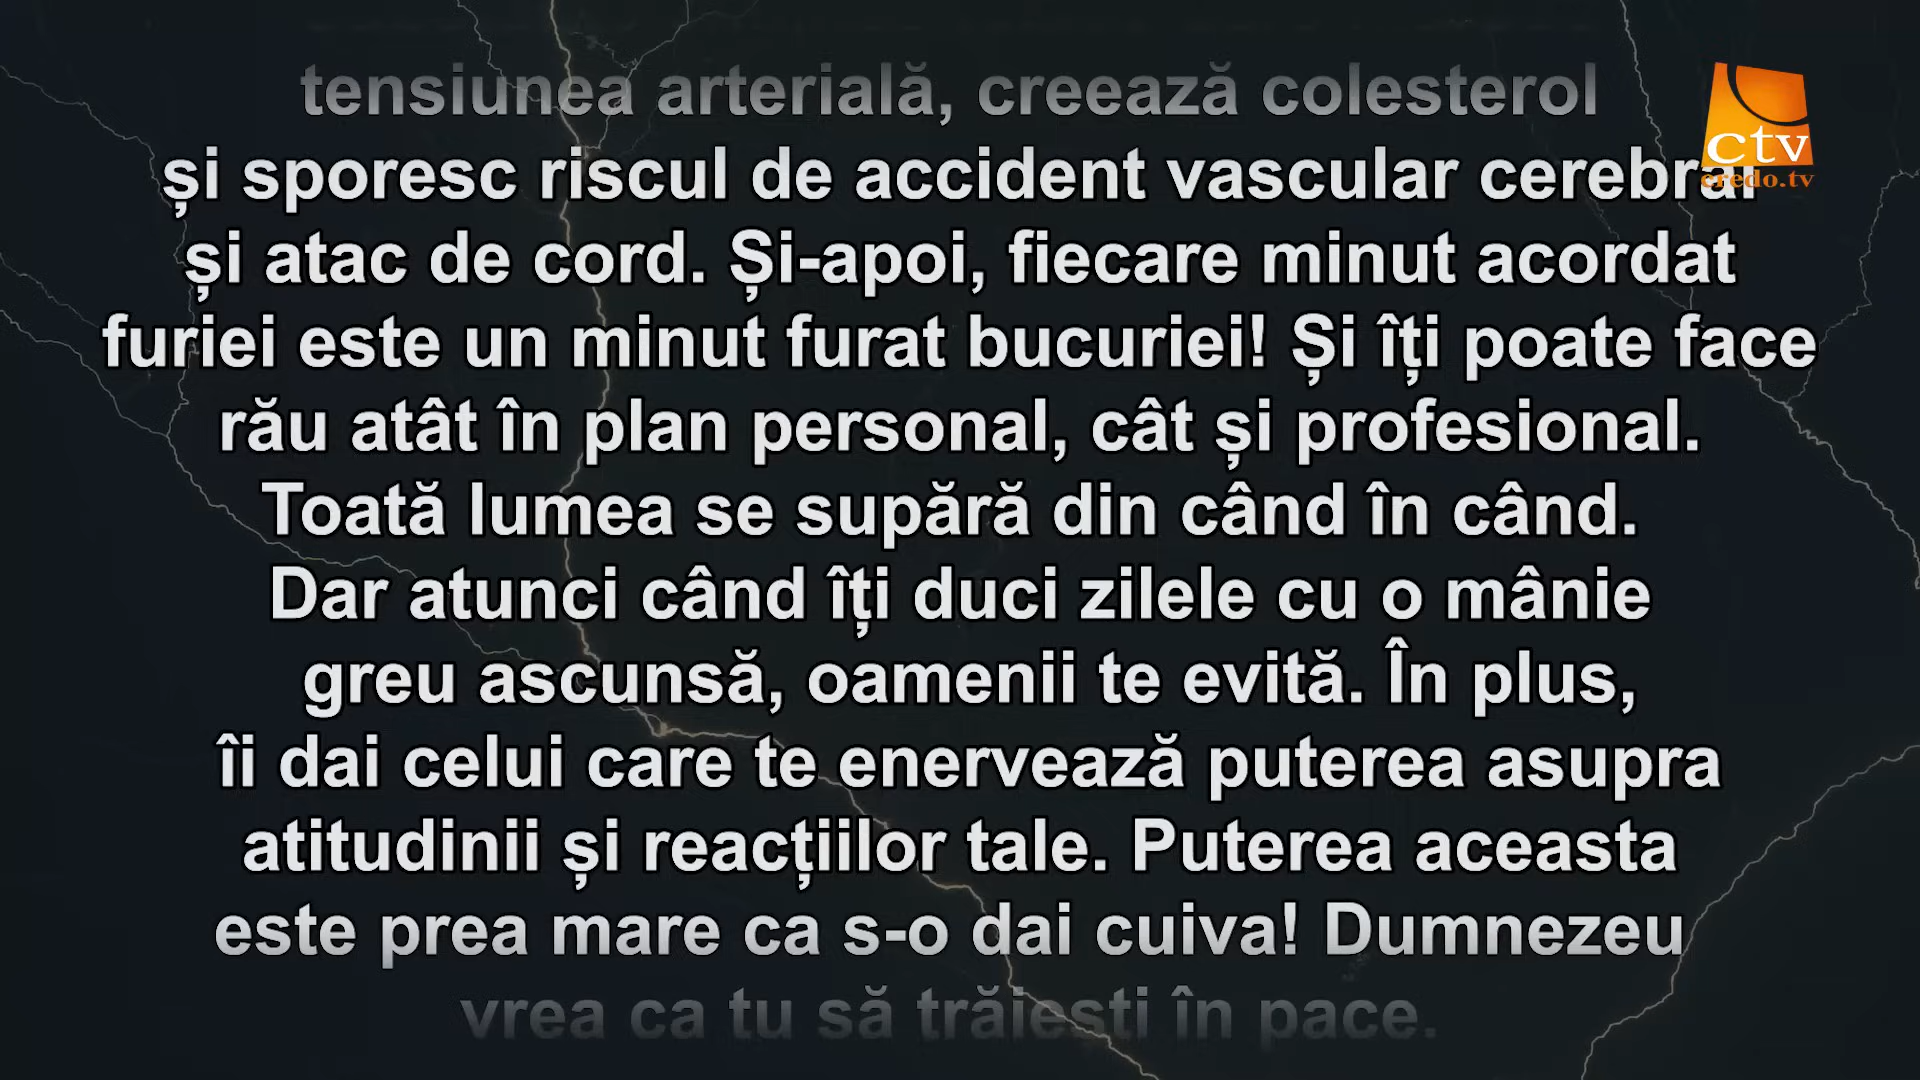 tensiunea arterială, creează colesterol
și sporesc riscul de accident vascular cerebral
și atac de cord. Și-apoi, fiecare minut acordat
furiei este un minut furat bucuriei! Și îți poate face
rău atât în plan personal, cât și profesional.
Toată lumea se supără din când în când.
Dar atunci când îți duci zilele cu o mânie
greu ascunsă, oamenii te evită. În plus,
îi dai celui care te enervează puterea asupra
atitudinii și reacțiilor tale. Puterea aceasta
este prea mare ca s-o dai cuiva! Dumnezeu
vrea ca tu să trăiești în pace.
ctv
credo.tv